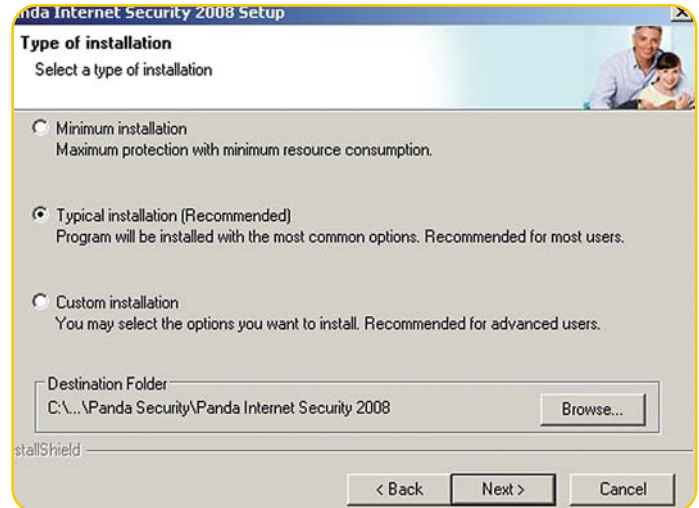 nda Internet Security 2008 Setup
Type of installation
Select a type of installation
Minimum installation
Maximum protection with minimum resource consumption.
Typical installation (Recommended)
Program will be installed with the most common options. Recommended for most users.
Custom installation
You may select the options you want to install. Recommended for advanced users.
Destination Folder
C:\...\Panda Security\Panda Internet Security 2008
Browse...
stallShield
< Back
Next >
Cancel